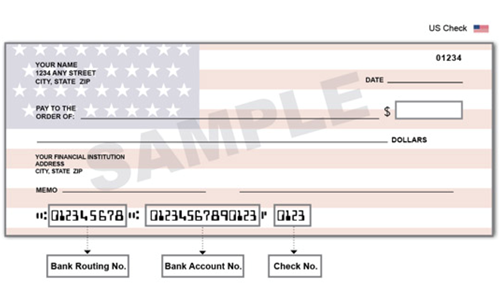 US Check
YOUR NAME
1234 ANY STREET
CITY, STATE ZIP
01234
DATE
PAY TO THE
ORDER OF:
$
SAMPLE
DOLLARS
YOUR FINANCIAL INSTITUTION
ADDRESS
CITY, STATE ZIP
MEMO
⑆012345678⑆ 01234567890123⑈ 0123
Bank Routing No.
Bank Account No.
Check No.